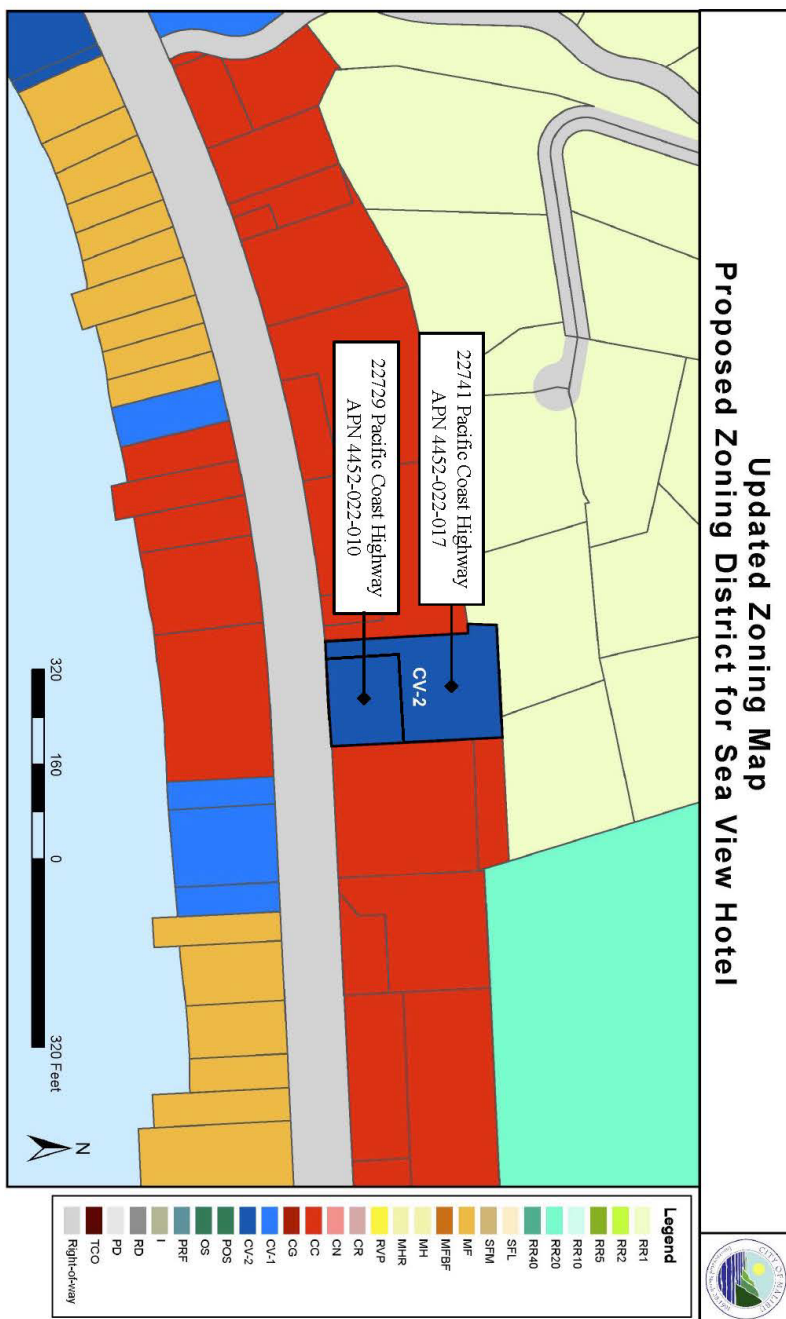 Updated Zoning Map
Proposed Zoning District for Sea View Hotel
22741 Pacific Coast Highway
APN 4452-022-017
22729 Pacific Coast Highway
APN 4452-022-010
CV-2
320
160
0
320 Feet
N
CITY OF MALIBU
Legend
RR1
RR2
RR5
RR10
RR20
RR40
SFL
SFM
MF
MFBF
MH
MHR
RVP
CR
CN
CC
CG
CV-1
CV-2
POS
OS
PRF
I
RD
PD
TCO
Right-of-way